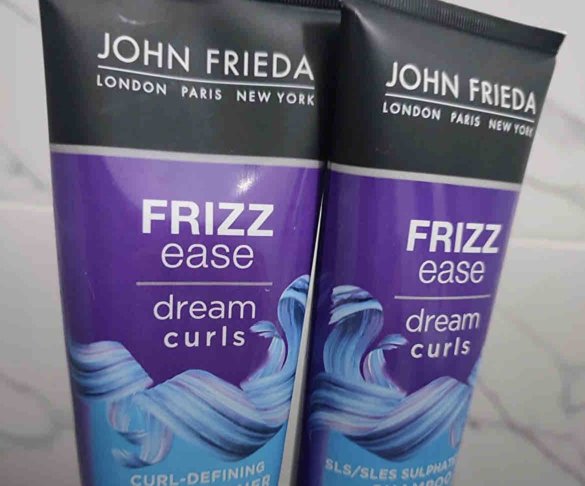 JOHN FRIEDA
LONDON PARIS NEW YORK
FRIZZ
ease
dream
curls
CURL-DEFINING
JOHN FRIEDA
LONDON PARIS NEW YORK
FRIZZ
ease
dream
curls
SLS/SLES